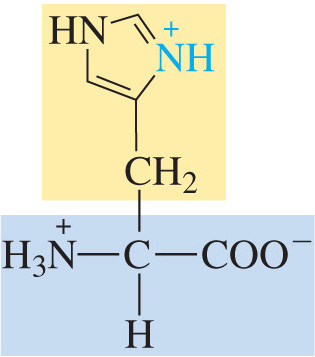 HN
+
NH
CH₂
H₃N⁺—C—COO⁻
H